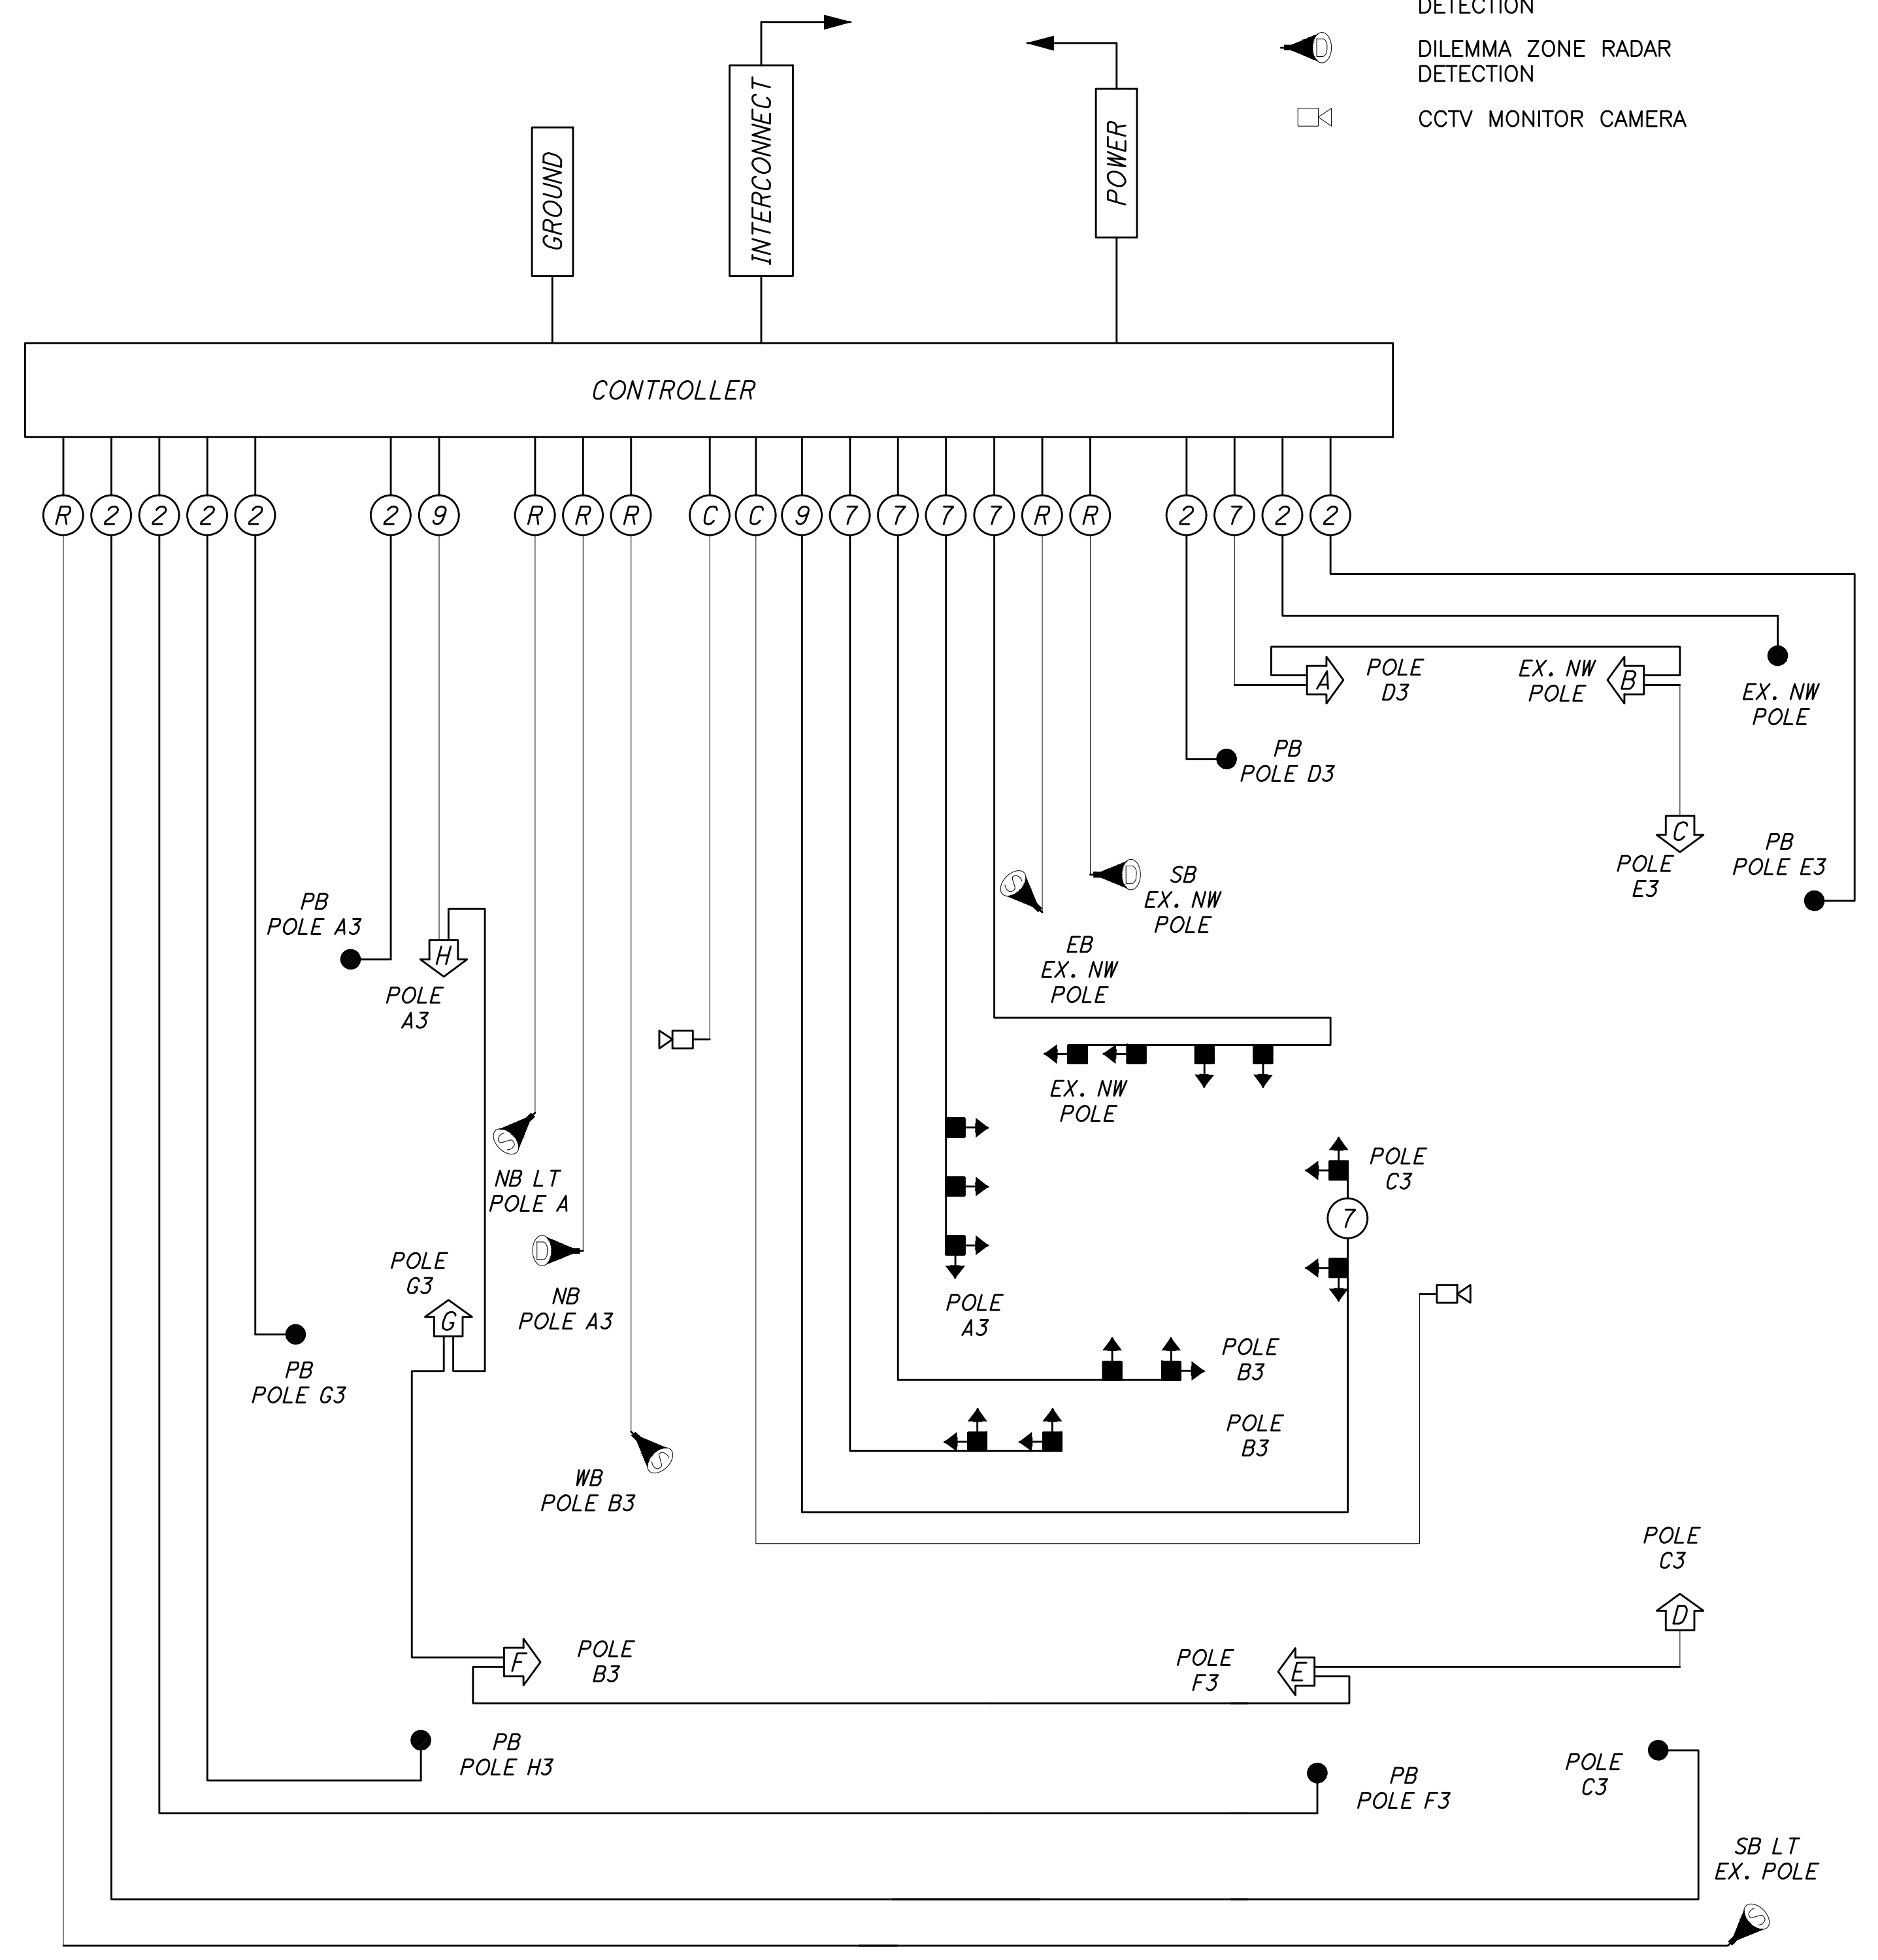 DETECTION
DILEMMA ZONE RADAR
DETECTION
CCTV MONITOR CAMERA
D
GROUND
INTERCONNECT
POWER
CONTROLLER
R 2 2 2 2 2 9 R R R C C 9 7 7 7 7 R R 2 7 2 2
A
POLE
D3
EX. NW
POLE
B
EX. NW
POLE
PB
POLE D3
C
POLE
E3
PB
POLE E3
S
D
SB
EX. NW
POLE
EB
EX. NW
POLE
PB
POLE A3
H
POLE
A3
EX. NW
POLE
S
NB LT
POLE A
POLE
C3
7
D
NB
POLE A3
POLE
G3
G
POLE
A3
PB
POLE G3
POLE
B3
POLE
B3
S
WB
POLE B3
POLE
C3
D
F
POLE
B3
POLE
F3
E
PB
POLE H3
PB
POLE F3
POLE
C3
SB LT
EX. POLE
S